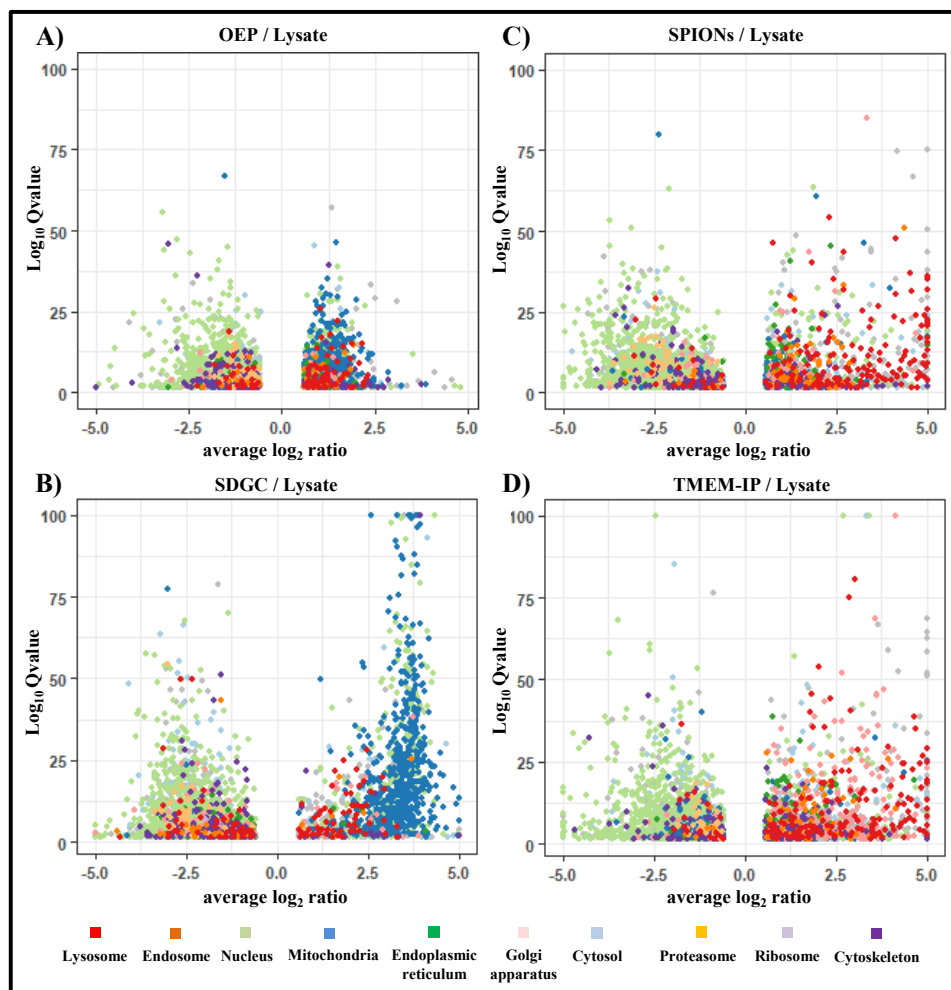 A)
OEP / Lysate
100
75
50
25
0
Log10 Qvalue
-5.0
-2.5
0.0
2.5
5.0
average log2 ratio
C)
SPIONs / Lysate
100
75
50
25
0
Log10 Qvalue
-5.0
-2.5
0.0
2.5
5.0
average log2 ratio
B)
SDGC / Lysate
100
75
50
25
0
Log10 Qvalue
-5.0
-2.5
0.0
2.5
5.0
average log2 ratio
D)
TMEM-IP / Lysate
100
75
50
25
0
Log10 Qvalue
-5.0
-2.5
0.0
2.5
5.0
average log2 ratio
Lysosome
Endosome
Nucleus
Mitochondria
Endoplasmic
reticulum
Golgi
apparatus
Cytosol
Proteasome
Ribosome
Cytoskeleton